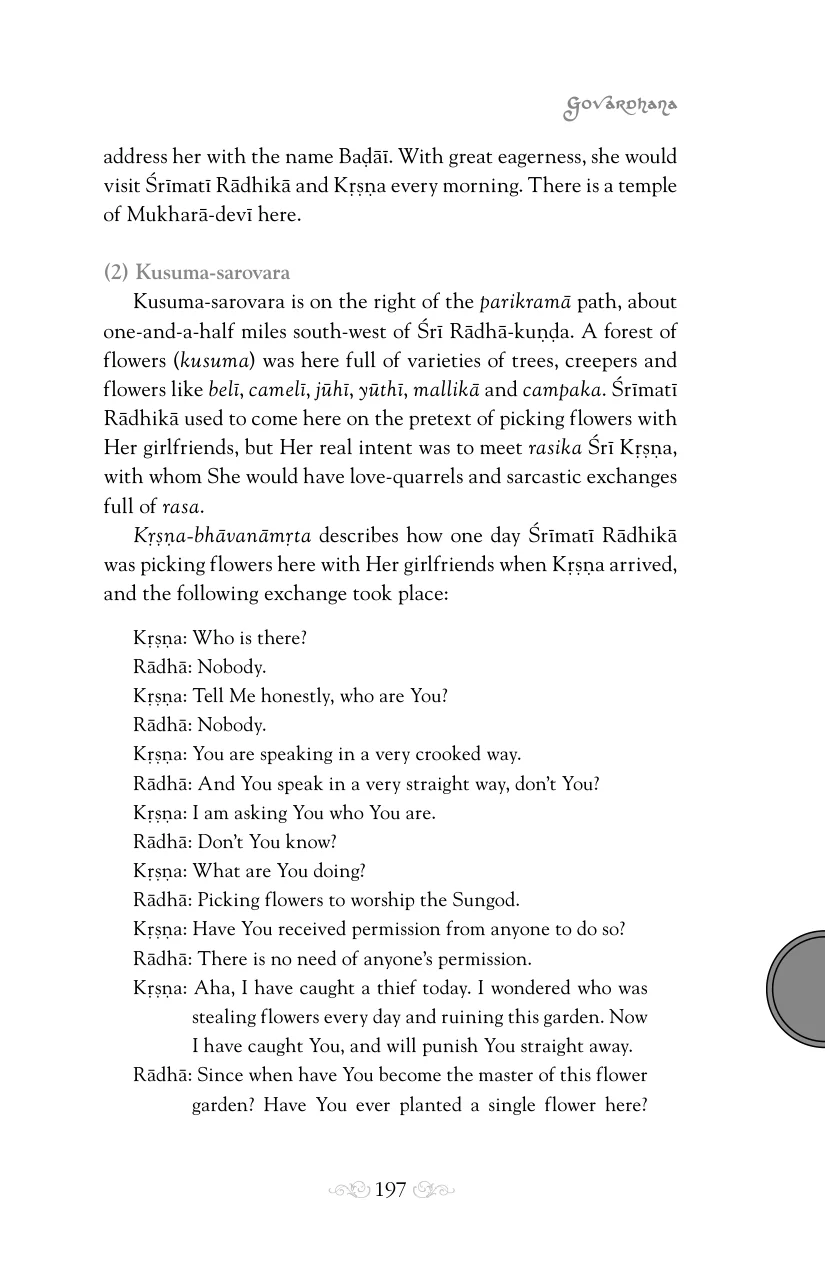 Govardhana
address her with the name Baḍāī. With great eagerness, she would
visit Śrīmatī Rādhikā and Kṛṣṇa every morning. There is a temple
of Mukharā-devī here.
(2) Kusuma-sarovara
Kusuma-sarovara is on the right of the parikramā path, about
one-and-a-half miles south-west of Śrī Rādhā-kuṇḍa. A forest of
flowers (kusuma) was here full of varieties of trees, creepers and
flowers like belī, camelī, jūhī, yūthī, mallikā and campaka. Śrīmatī
Rādhikā used to come here on the pretext of picking flowers with
Her girlfriends, but Her real intent was to meet rasika Śrī Kṛṣṇa,
with whom She would have love-quarrels and sarcastic exchanges
full of rasa.
Kṛṣṇa-bhāvanāmṛta describes how one day Śrīmatī Rādhikā
was picking flowers here with Her girlfriends when Kṛṣṇa arrived,
and the following exchange took place:
Kṛṣṇa: Who is there?
Rādhā: Nobody.
Kṛṣṇa: Tell Me honestly, who are You?
Rādhā: Nobody.
Kṛṣṇa: You are speaking in a very crooked way.
Rādhā: And You speak in a very straight way, don't You?
Kṛṣṇa: I am asking You who You are.
Rādhā: Don't You know?
Kṛṣṇa: What are You doing?
Rādhā: Picking flowers to worship the Sungod.
Kṛṣṇa: Have You received permission from anyone to do so?
Rādhā: There is no need of anyone's permission.
Kṛṣṇa: Aha, I have caught a thief today. I wondered who was
stealing flowers every day and ruining this garden. Now
I have caught You, and will punish You straight away.
Rādhā: Since when have You become the master of this flower
garden? Have You ever planted a single flower here?
197